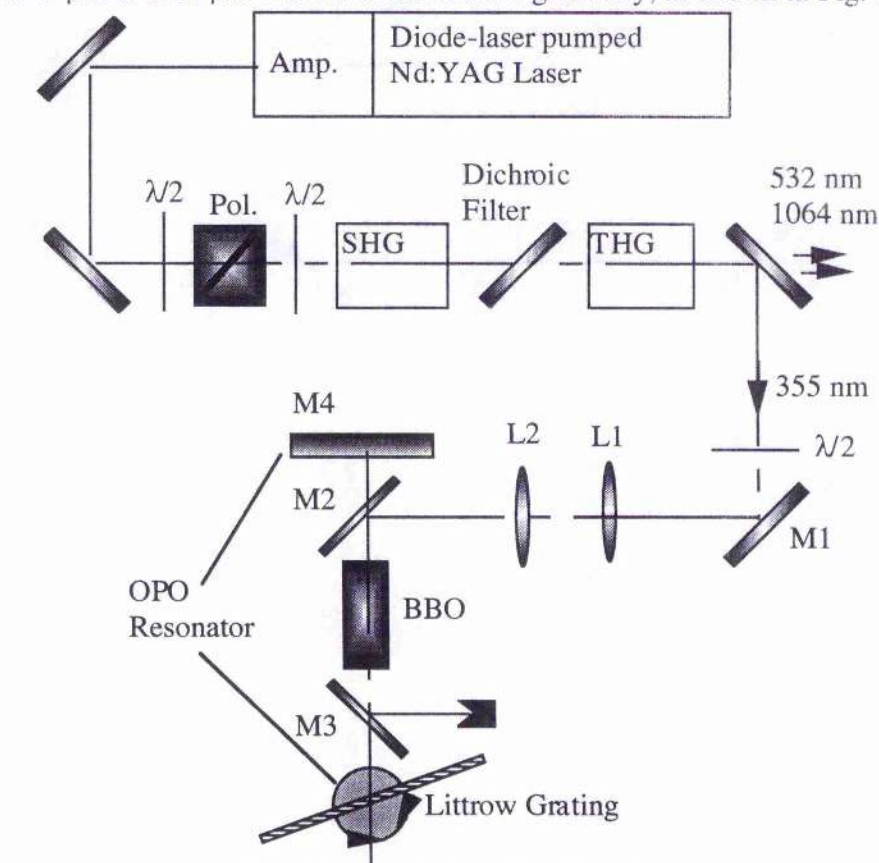 Diode-laser pumped
Amp.
Nd:YAG Laser
Dichroic
Filter
532 nm
1064 nm
λ/2
Pol.
λ/2
SHG
THG
355 nm
M4
L2
L1
λ/2
M2
M1
OPO
Resonator
BBO
M3
Littrow Grating